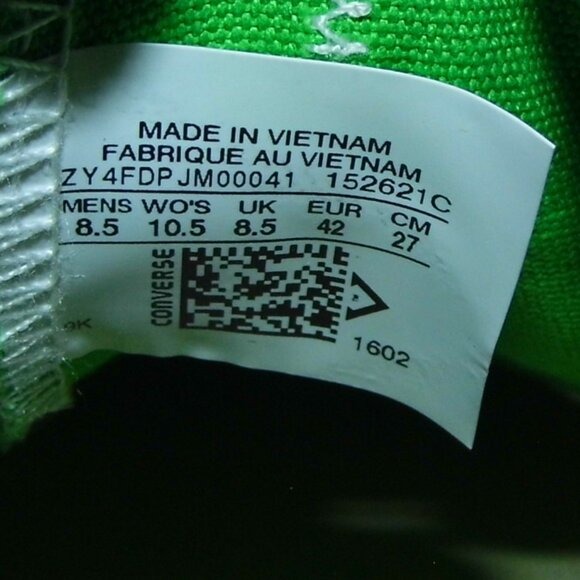 MADE IN VIETNAM
FABRIQUE AU VIETNAM
ZY4FDPJM00041 152621C
MENS WO'S UK EUR CM
8.5 10.5 8.5 42 27
CONVERSE
9K
1602